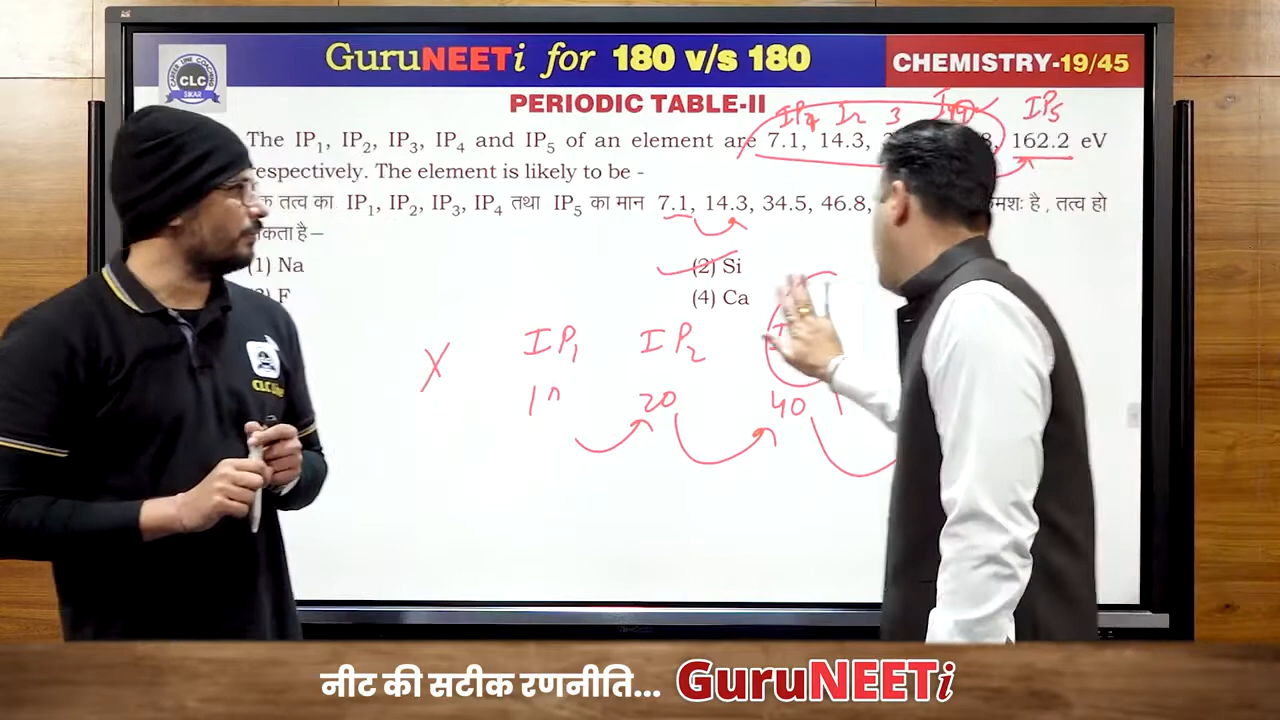 GuruNEETi for 180 v/s 180
CHEMISTRY-19/45
CLC
SIKAR
PERIODIC TABLE-II
IP5
The IP1, IP2, IP3, IP4 and IP5 of an element are 7.1, 14.3, 162.2 eV
respectively. The element is likely to be -
तत्व का IP1, IP2, IP3, IP4 तथा IP5 का मान 7.1, 14.3, 34.5, 46.8, है , तत्व हो
है –
(1) Na
(2) Si
F
(4) Ca
X IP1 IP2
20 40
CLC
नीट की सटीक रणनीति... GuruNEETi